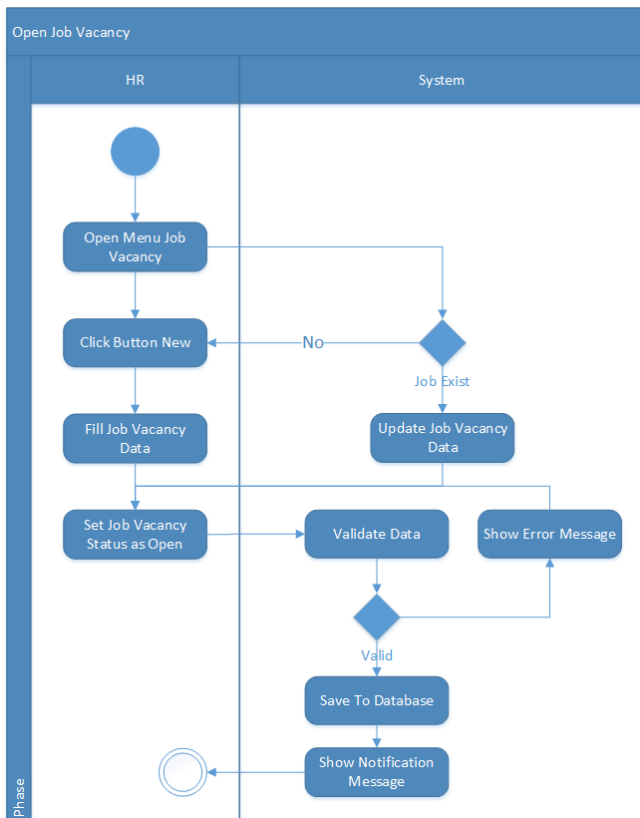 Open Job Vacancy
HR
System
Open Menu Job
Vacancy
Click Button New
No
Job Exist
Fill Job Vacancy
Data
Update Job Vacancy
Data
Set Job Vacancy
Status as Open
Validate Data
Show Error Message
Valid
Save To Database
Show Notification
Message
Phase